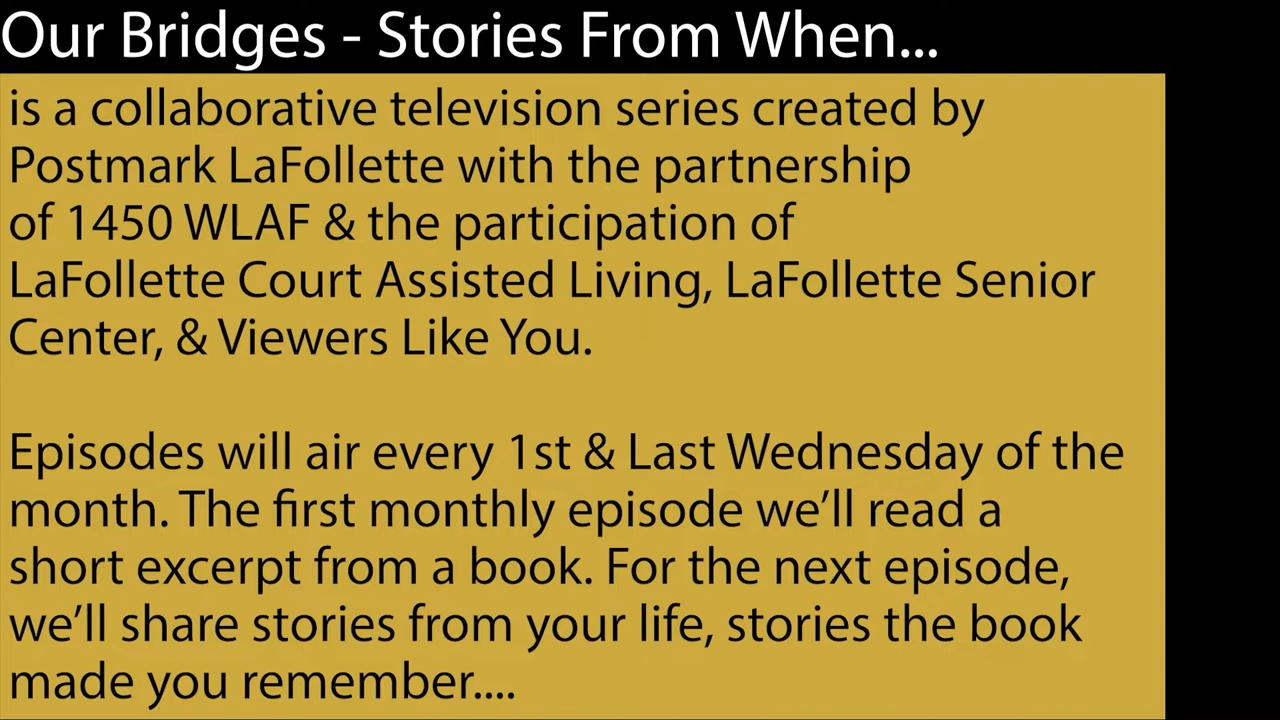 Our Bridges - Stories From When...
is a collaborative television series created by
Postmark LaFollette with the partnership
of 1450 WLAF & the participation of
LaFollette Court Assisted Living, LaFollette Senior
Center, & Viewers Like You.
Episodes will air every 1st & Last Wednesday of the
month. The first monthly episode we’ll read a
short excerpt from a book. For the next episode,
we’ll share stories from your life, stories the book
made you remember....